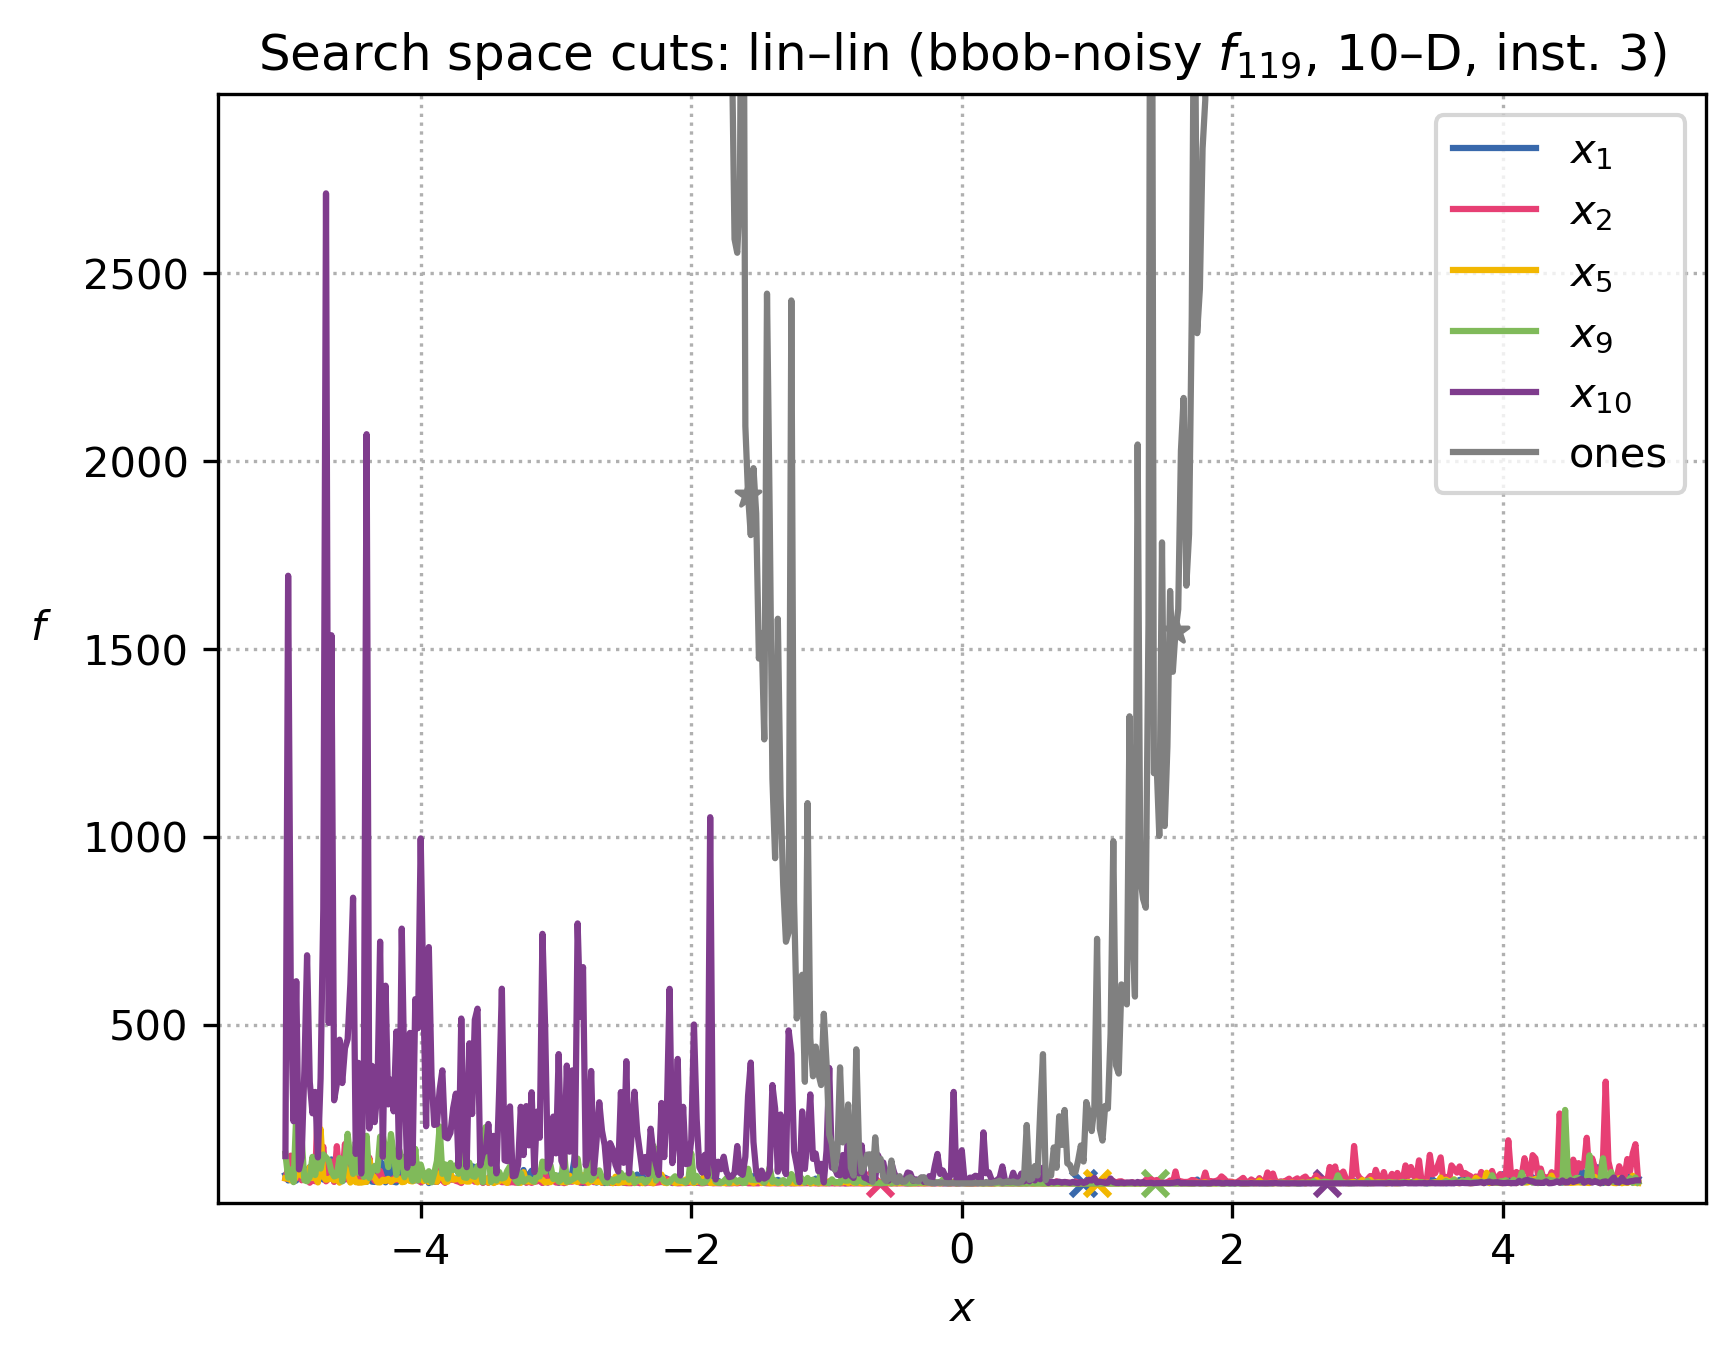 Search space cuts: lin–lin (bbob-noisy f₁₁₉, 10–D, inst. 3)
x₁
x₂
x₅
x₉
x₁₀
ones
2500
2000
1500
1000
500
f
−4 −2 0 2 4
x